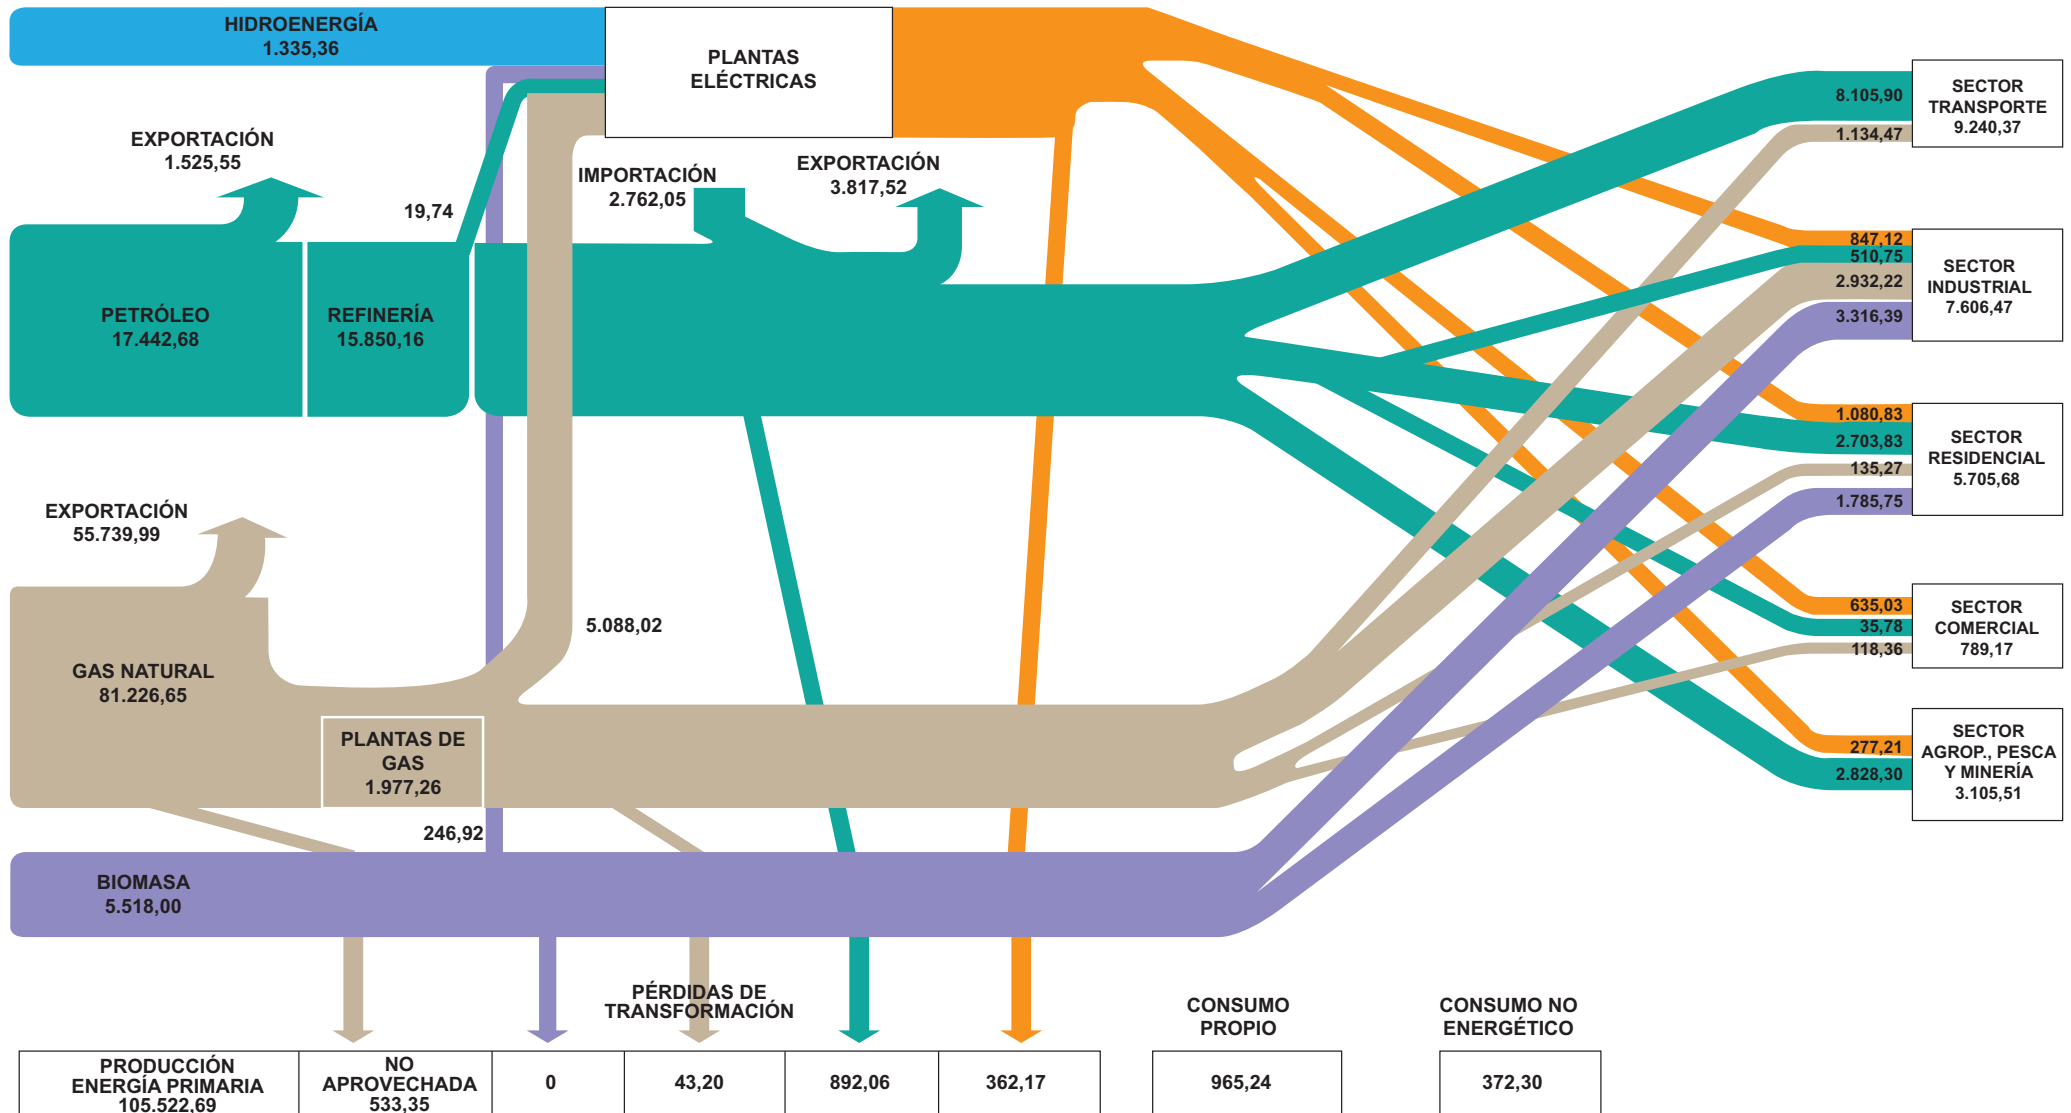 HIDROENERGÍA
1.335,36
PLANTAS
ELÉCTRICAS
EXPORTACIÓN
1.525,55
19,74
IMPORTACIÓN
2.762,05
EXPORTACIÓN
3.817,52
PETRÓLEO
17.442,68
REFINERÍA
15.850,16
EXPORTACIÓN
55.739,99
5.088,02
GAS NATURAL
81.226,65
PLANTAS DE
GAS
1.977,26
246,92
BIOMASA
5.518,00
8.105,90
1.134,47
SECTOR
TRANSPORTE
9.240,37
847,12
510,75
2.932,22
3.316,39
SECTOR
INDUSTRIAL
7.606,47
1.080,83
2.703,83
135,27
1.785,75
SECTOR
RESIDENCIAL
5.705,68
635,03
35,78
118,36
SECTOR
COMERCIAL
789,17
277,21
2.828,30
SECTOR
AGROP., PESCA
Y MINERÍA
3.105,51
PÉRDIDAS DE
TRANSFORMACIÓN
CONSUMO
PROPIO
CONSUMO NO
ENERGÉTICO
PRODUCCIÓN
ENERGÍA PRIMARIA
105.522,69
NO
APROVECHADA
533,35
0
43,20
892,06
362,17
965,24
372,30